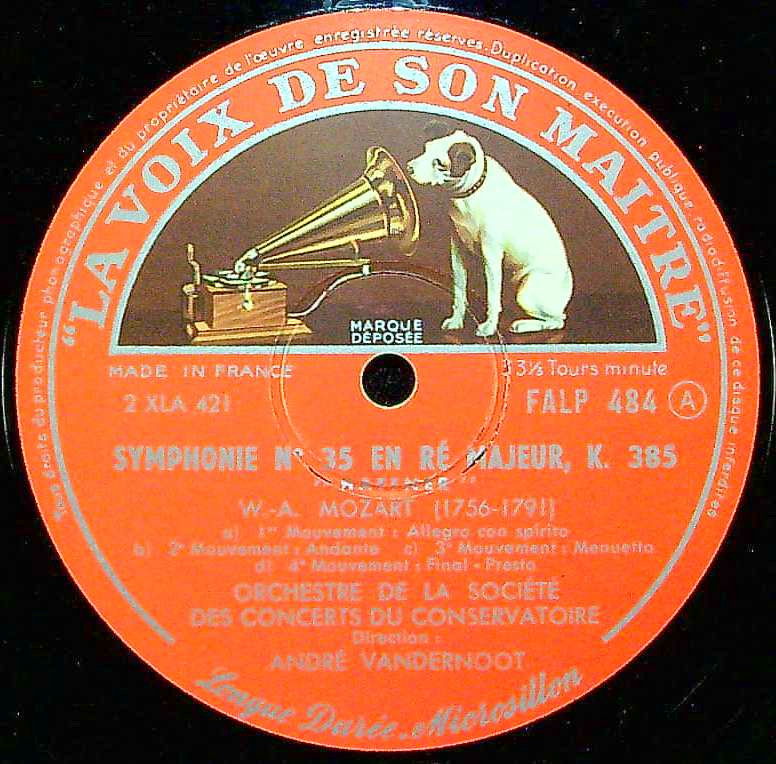 Tous droits du producteur phonographique et du propriétaire de l'œuvre enregistrée réservés. Duplication exécution publique, radiodiffusion de ce disque interdites
"LA VOIX DE SON MAITRE"
MARQUE
DÉPOSÉE
MADE IN FRANCE 33⅓ Tours minute
2 XLA 421 FALP 484 A
SYMPHONIE N° 35 EN RÉ MAJEUR, K. 385
"HAFFNER"
W.-A. MOZART (1756-1791)
a) 1er Mouvement : Allegro con spirito
b) 2e Mouvement : Andante c) 3e Mouvement : Menuetto
d) 4e Mouvement : Final - Presto
ORCHESTRE DE LA SOCIÉTÉ
DES CONCERTS DU CONSERVATOIRE
Direction :
ANDRÉ VANDERNOOT
Longue Durée - Microsillon